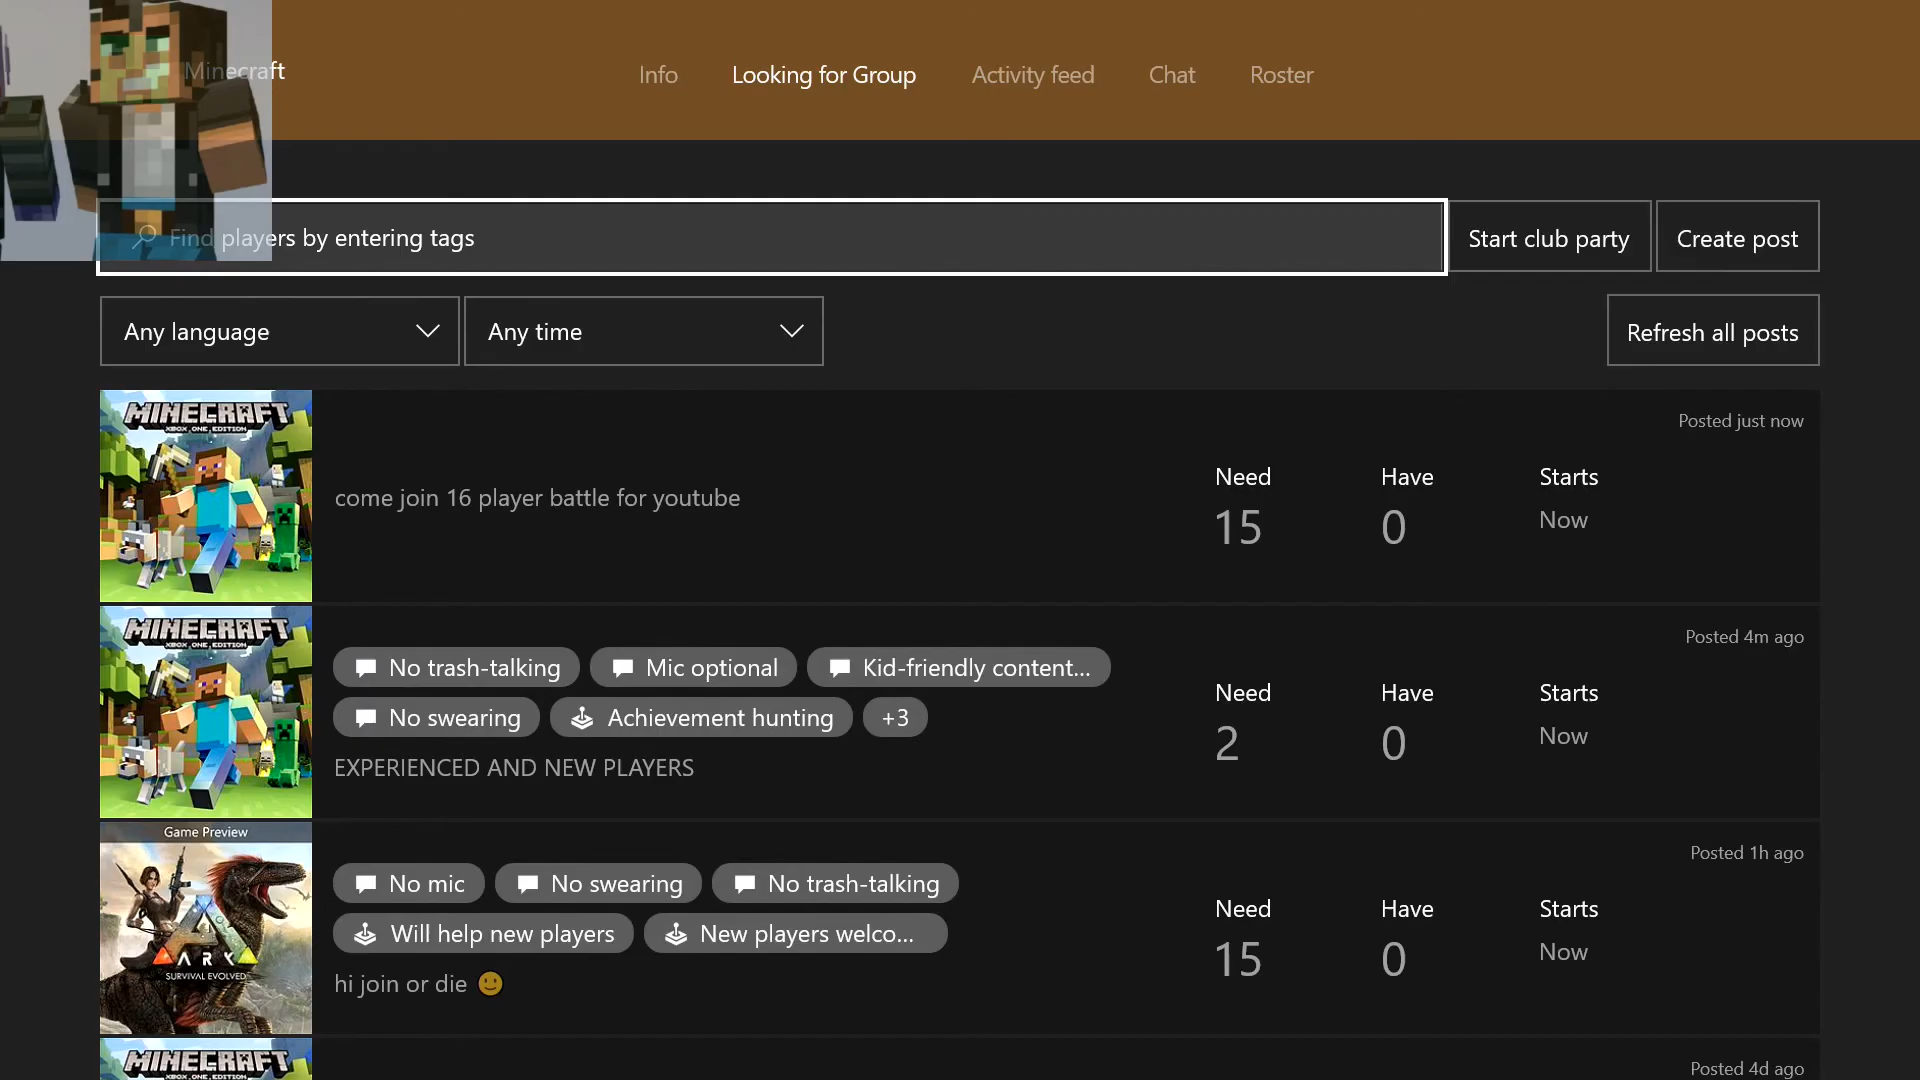 Minecraft
Info
Looking for Group
Activity feed
Chat
Roster
Find players by entering tags
Start club party
Create post
Any language
Any time
Refresh all posts
MINECRAFT
XBOX ONE EDITION
come join 16 player battle for youtube
Need
15
Have
0
Starts
Now
Posted just now
MINECRAFT
XBOX ONE EDITION
No trash-talking
Mic optional
Kid-friendly content...
No swearing
Achievement hunting
+3
EXPERIENCED AND NEW PLAYERS
Need
2
Have
0
Starts
Now
Posted 4m ago
Game Preview
ARK
SURVIVAL EVOLVED
No mic
No swearing
No trash-talking
Will help new players
New players welco...
hi join or die
Need
15
Have
0
Starts
Now
Posted 1h ago
MINECRAFT
XBOX ONE EDITION
Posted 4d ago